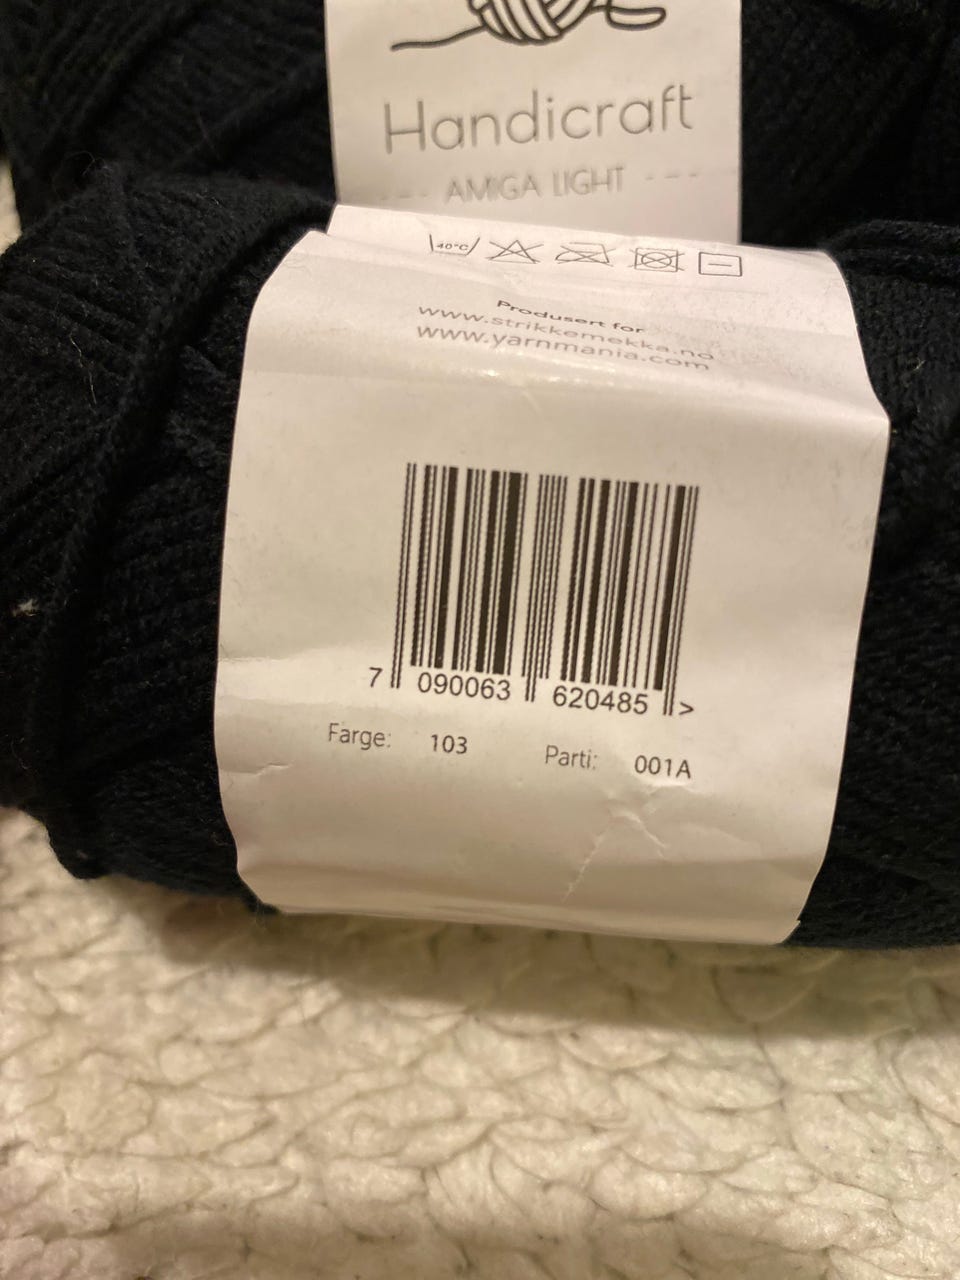 Handicraft
--- AMIGA LIGHT ---
40°C
Produsert for
www.strikkemekka.no
www.yarnmania.com
7 090063 620485 >
Farge: 103 Parti: 001A